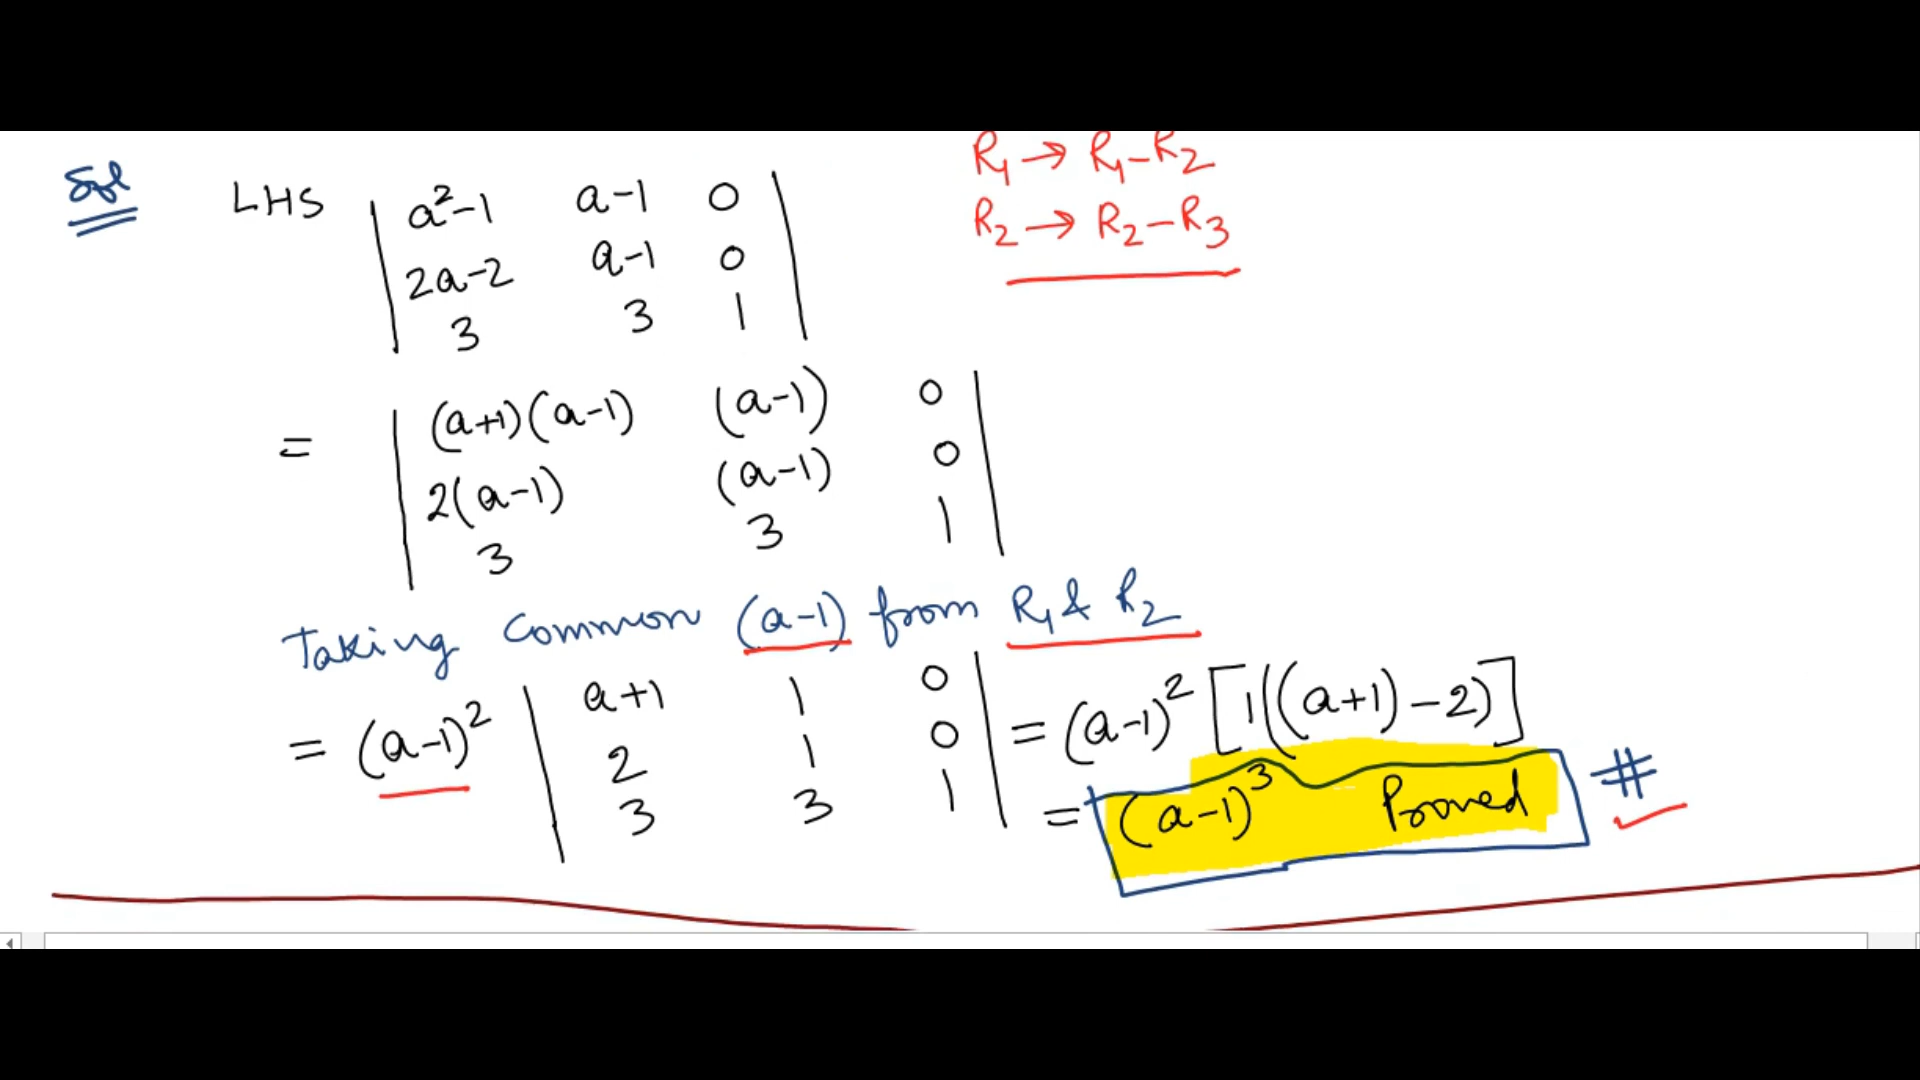 R₁ → R₁-R₂
Sol LHS | a²-1 a-1 0 | R₂ → R₂-R₃
| 2a-2 a-1 0 |
| 3 3 1 |
= | (a+1)(a-1) (a-1) 0 |
| 2(a-1) (a-1) 0 |
| 3 3 1 |
Taking Common (a-1) from R₁ & R₂
= (a-1)² | a+1 1 0 | = (a-1)² [1((a+1)-2)]
| 2 1 0 |
| 3 3 1 | = (a-1)³ Proved #